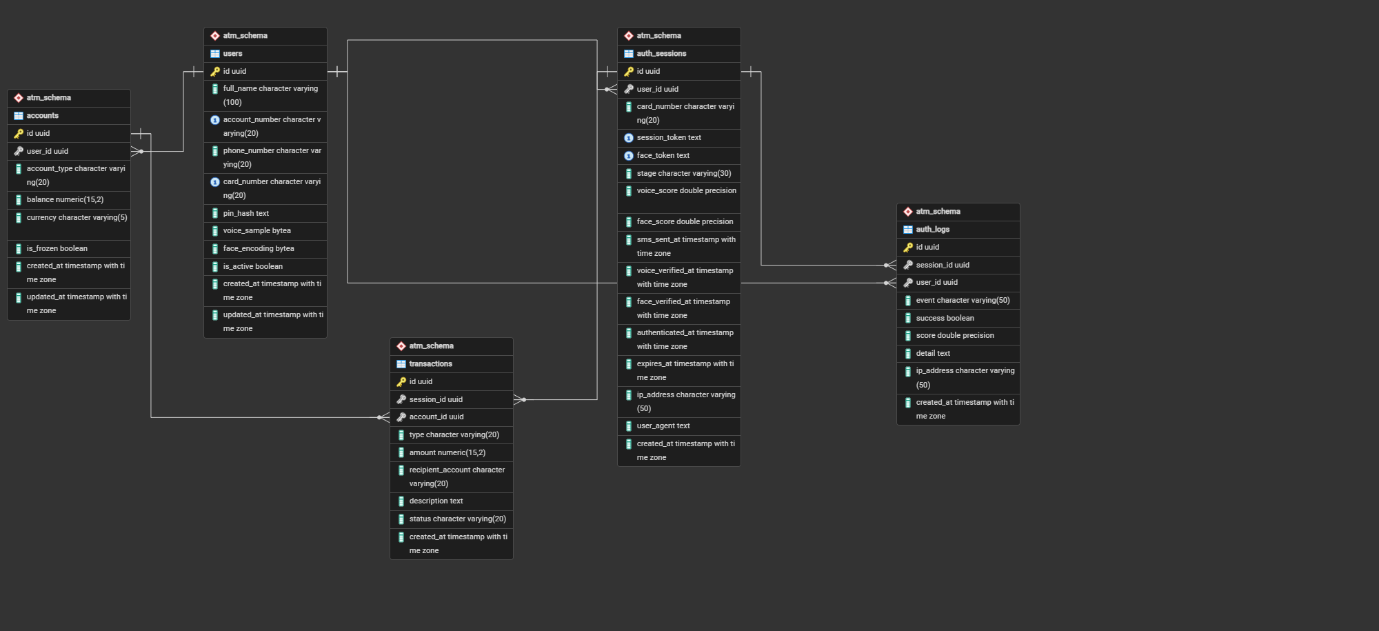 atm_schema
accounts
id uuid
user_id uuid
account_type character varyi
ng(20)
balance numeric(15,2)
currency character varying(5)
is_frozen boolean
created_at timestamp with ti
me zone
updated_at timestamp with ti
me zone
atm_schema
users
id uuid
full_name character varying
(100)
account_number character v
arying(20)
phone_number character var
ying(20)
card_number character varyi
ng(20)
pin_hash text
voice_sample bytea
face_encoding bytea
is_active boolean
created_at timestamp with ti
me zone
updated_at timestamp with ti
me zone
atm_schema
transactions
id uuid
session_id uuid
account_id uuid
type character varying(20)
amount numeric(15,2)
recipient_account character
varying(20)
description text
status character varying(20)
created_at timestamp with ti
me zone
atm_schema
auth_sessions
id uuid
user_id uuid
card_number character varyi
ng(20)
session_token text
face_token text
stage character varying(30)
voice_score double precision
face_score double precision
sms_sent_at timestamp with
time zone
voice_verified_at timestamp
with time zone
face_verified_at timestamp
with time zone
authenticated_at timestamp
with time zone
expires_at timestamp with ti
me zone
ip_address character varying
(50)
user_agent text
created_at timestamp with ti
me zone
atm_schema
auth_logs
id uuid
session_id uuid
user_id uuid
event character varying(50)
success boolean
score double precision
detail text
ip_address character varying
(50)
created_at timestamp with ti
me zone